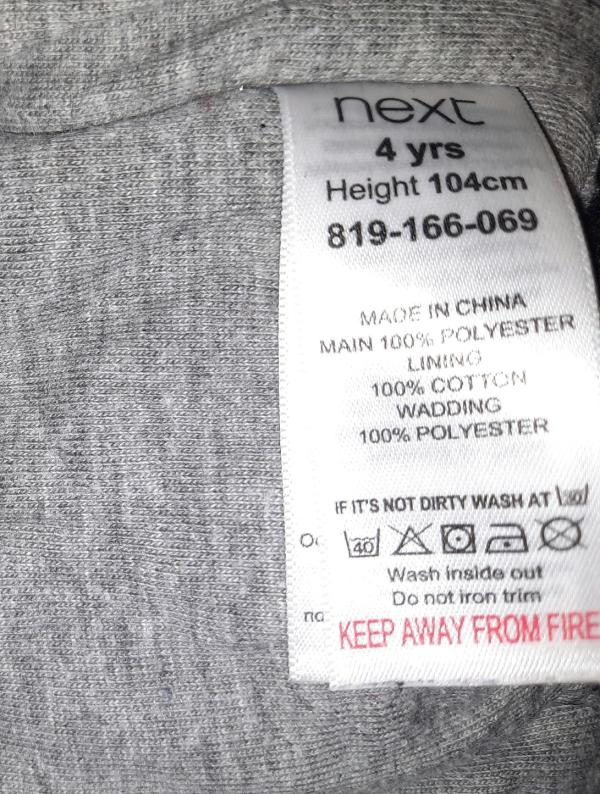 next
4 yrs
Height 104cm
819-166-069
MADE IN CHINA
MAIN 100% POLYESTER
LINING
100% COTTON
WADDING
100% POLYESTER
IF IT'S NOT DIRTY WASH AT 30
40
Wash inside out
Do not iron trim
KEEP AWAY FROM FIRE